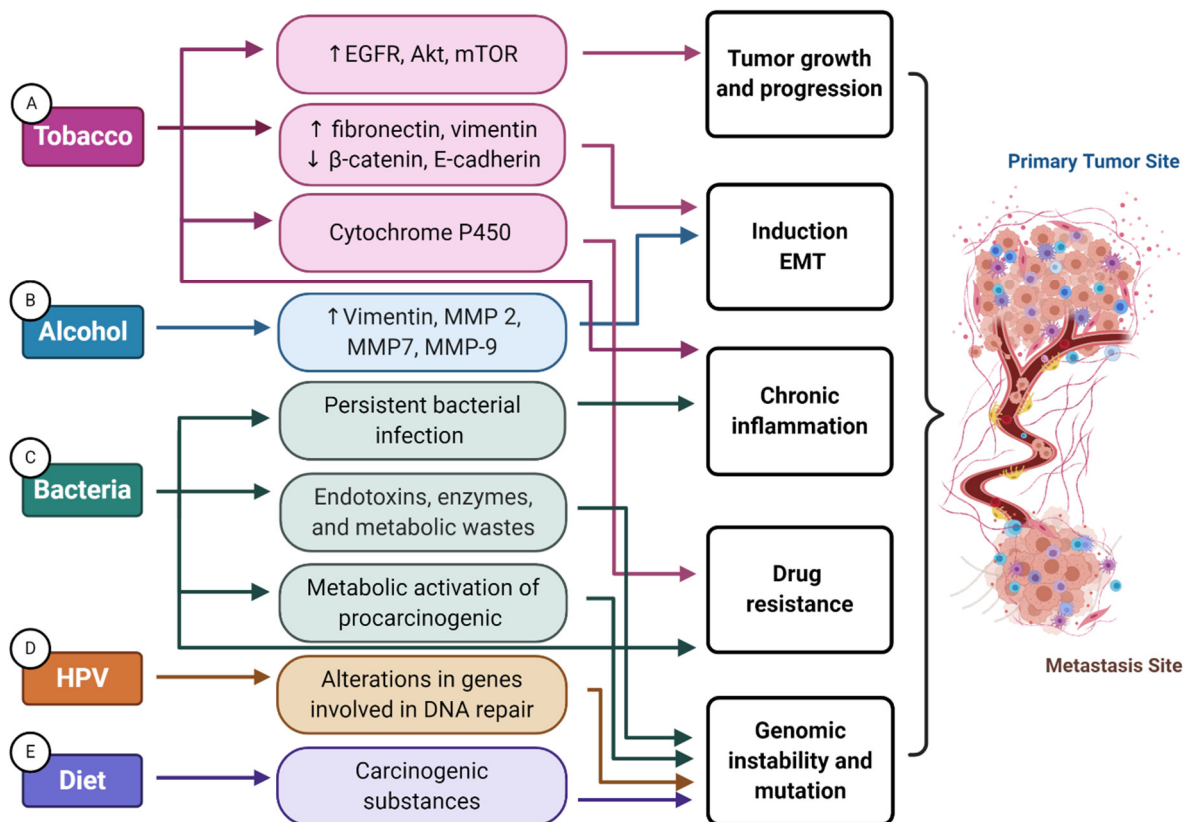 A
Tobacco
↑EGFR, Akt, mTOR
↑ fibronectin, vimentin
↓ β-catenin, E-cadherin
Cytochrome P450
B
Alcohol
↑Vimentin, MMP 2,
MMP7, MMP-9
C
Bacteria
Persistent bacterial
infection
Endotoxins, enzymes,
and metabolic wastes
Metabolic activation of
procarcinogenic
D
HPV
Alterations in genes
involved in DNA repair
E
Diet
Carcinogenic
substances
Tumor growth
and progression
Induction
EMT
Chronic
inflammation
Drug
resistance
Genomic
instability and
mutation
Primary Tumor Site
Metastasis Site